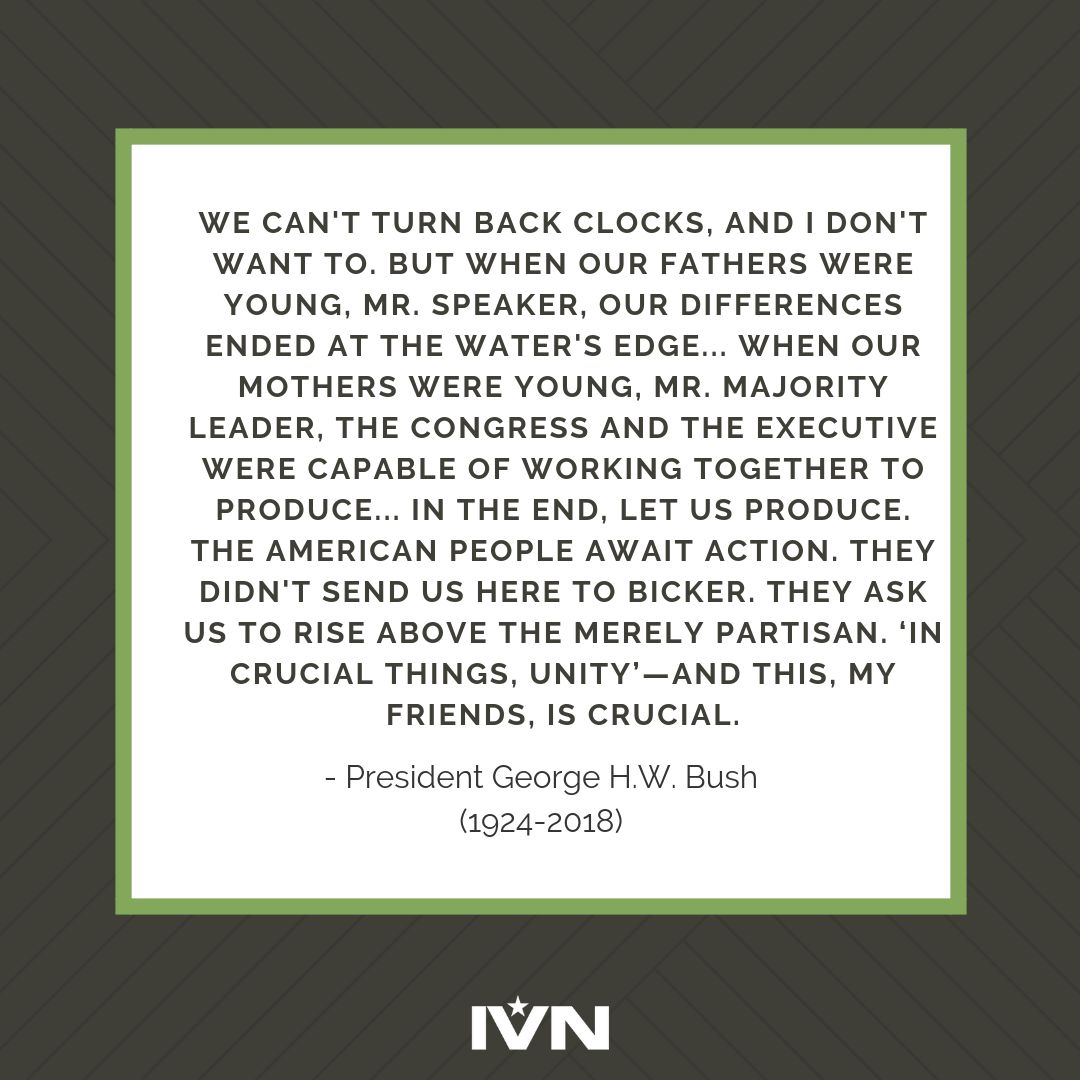 WE CAN'T TURN BACK CLOCKS, AND I DON'T
WANT TO. BUT WHEN OUR FATHERS WERE
YOUNG, MR. SPEAKER, OUR DIFFERENCES
ENDED AT THE WATER'S EDGE... WHEN OUR
MOTHERS WERE YOUNG, MR. MAJORITY
LEADER, THE CONGRESS AND THE EXECUTIVE
WERE CAPABLE OF WORKING TOGETHER TO
PRODUCE... IN THE END, LET US PRODUCE.
THE AMERICAN PEOPLE AWAIT ACTION. THEY
DIDN'T SEND US HERE TO BICKER. THEY ASK
US TO RISE ABOVE THE MERELY PARTISAN. ‘IN
CRUCIAL THINGS, UNITY’—AND THIS, MY
FRIENDS, IS CRUCIAL.
- President George H.W. Bush
(1924-2018)
IVN